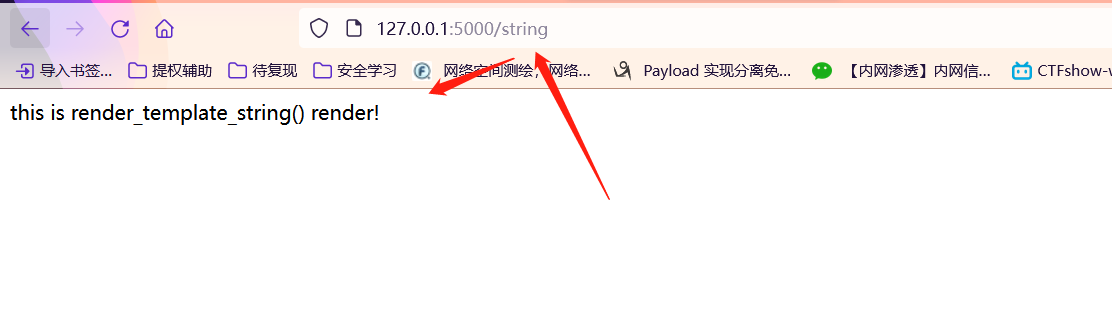 127.0.0.1:5000/string
导入书签... 提权辅助 待复现 安全学习 网络空间测绘，网络... Payload 实现分离免... 【内网渗透】内网信... CTFshow-w
this is render_template_string() render!